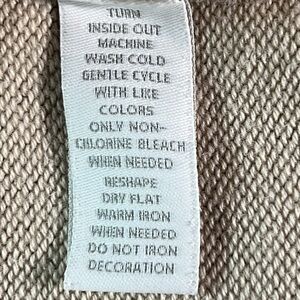 TURN
INSIDE OUT
MACHINE
WASH COLD
GENTLE CYCLE
WITH LIKE
COLORS
ONLY NON-
CHLORINE BLEACH
WHEN NEEDED
RESHAPE
DRY FLAT
WARM IRON
WHEN NEEDED
DO NOT IRON
DECORATION